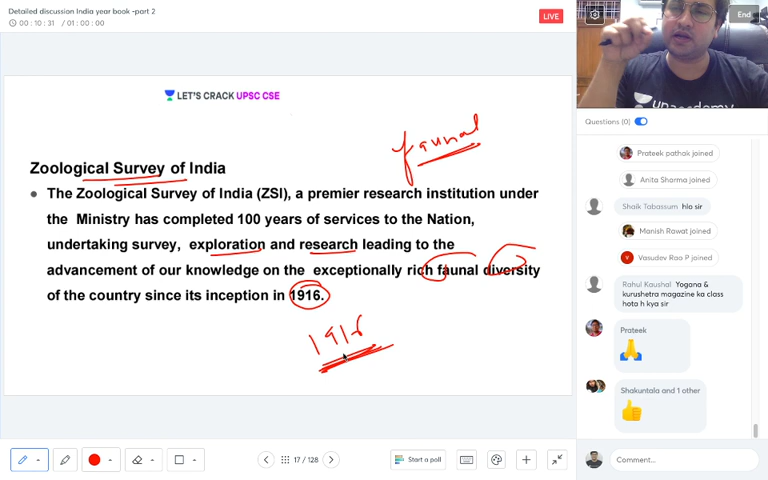 Detailed discussion India year book -part 2
00 : 10 : 31 / 01 : 00 : 00
LIVE
End
LET'S CRACK UPSC CSE
faunal
Zoological Survey of India
• The Zoological Survey of India (ZSI), a premier research institution under
the Ministry has completed 100 years of services to the Nation,
undertaking survey, exploration and research leading to the
advancement of our knowledge on the exceptionally rich faunal diversity
of the country since its inception in 1916.
1916
unacademy
Questions (0)
Prateek pathak joined
Anita Sharma joined
Shaik Tabassum hlo sir
Manish Rawat joined
V
Vasudev Rao P joined
Rahul Kaushal Yogana &
kurushetra magazine ka class
hota h kya sir
Prateek
Shakuntala and 1 other
17 / 128
Start a poll
Comment...